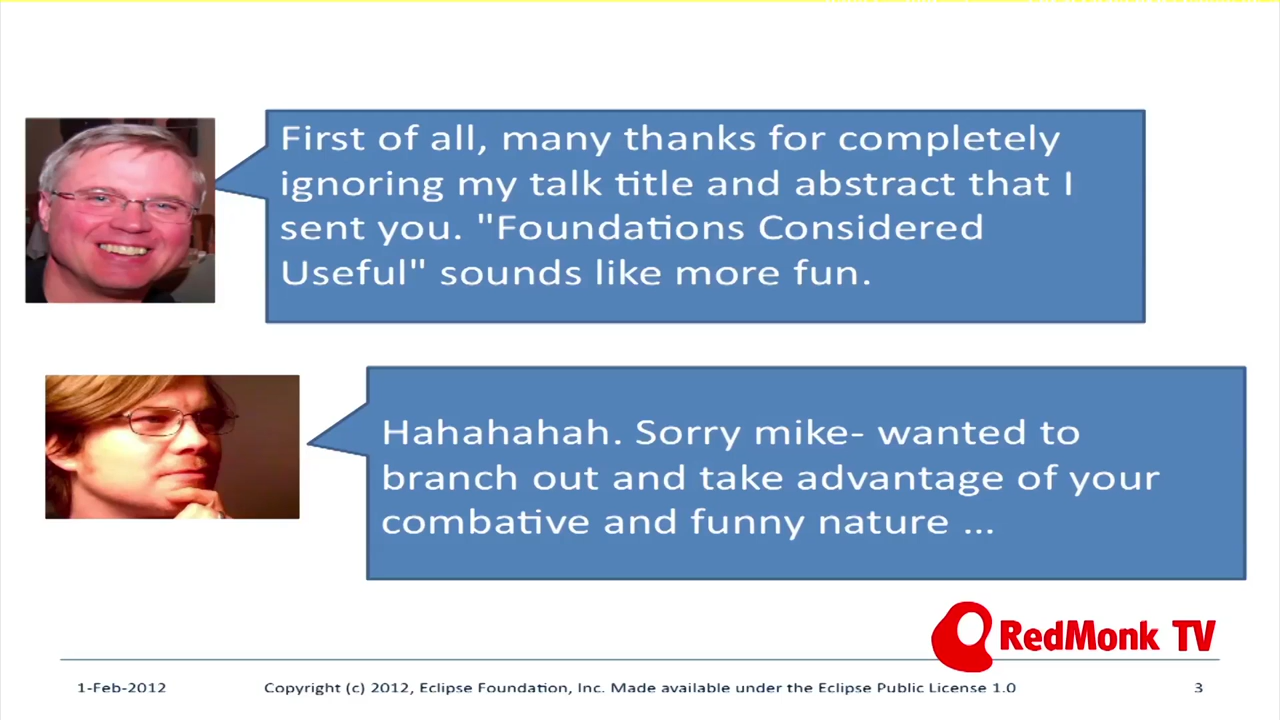 First of all, many thanks for completely
ignoring my talk title and abstract that I
sent you. "Foundations Considered
Useful" sounds like more fun.
Hahahahah. Sorry mike- wanted to
branch out and take advantage of your
combative and funny nature ...
RedMonk TV
1-Feb-2012 Copyright (c) 2012, Eclipse Foundation, Inc. Made available under the Eclipse Public License 1.0 3